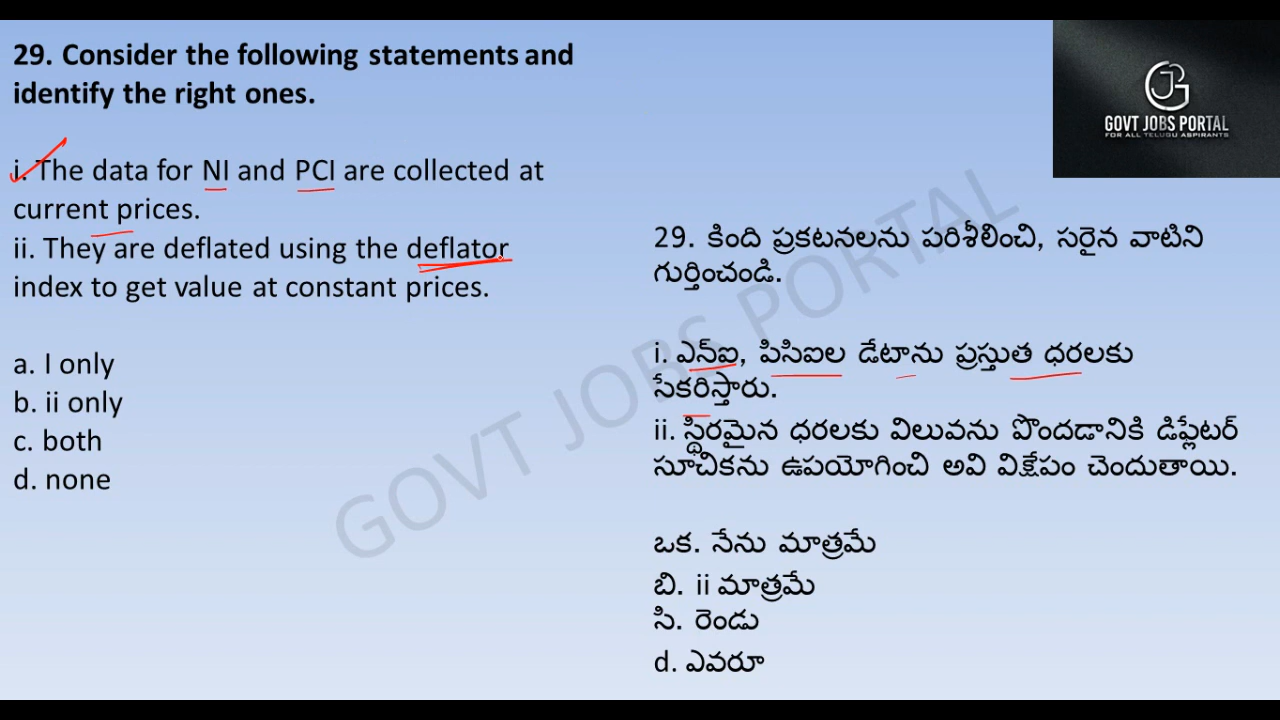 29. Consider the following statements and
identify the right ones.
i. The data for NI and PCI are collected at
current prices.
ii. They are deflated using the deflator
index to get value at constant prices.
a. I only
b. ii only
c. both
d. none
GOVT JOBS PORTAL
FOR ALL TELUGU ASPIRANTS
29. కింది ప్రకటనలను పరిశీలించి, సరైన వాటిని
గుర్తించండి.
i. ఎన్ఐ, పిసిఐల డేటాను ప్రస్తుత ధరలకు
సేకరిస్తారు.
ii. స్థిరమైన ధరలకు విలువను పొందడానికి డిఫ్లేటర్
సూచికను ఉపయోగించి అవి విక్షేపం చెందుతాయి.
ఒక. నేను మాత్రమే
బి. ii మాత్రమే
సి. రెండు
d. ఎవరూ
GOVT JOBS PORTAL